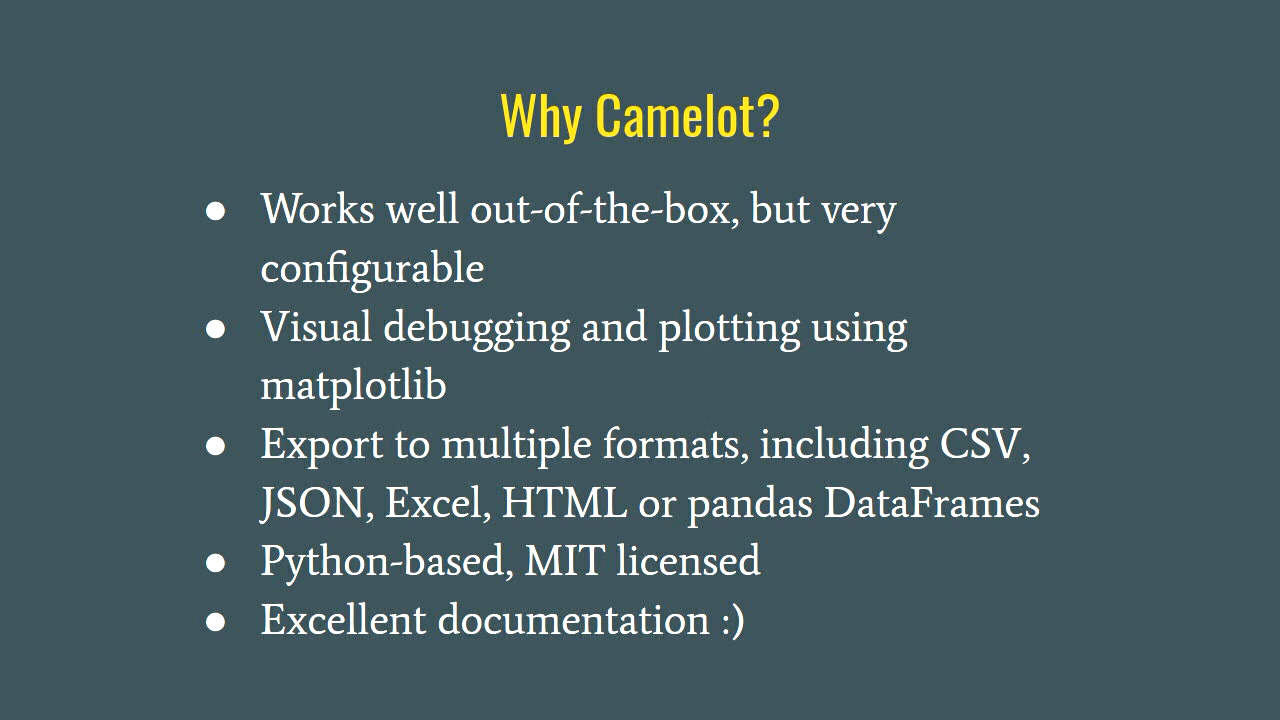 Why Camelot?
● Works well out-of-the-box, but very
configurable
● Visual debugging and plotting using
matplotlib
● Export to multiple formats, including CSV,
JSON, Excel, HTML or pandas DataFrames
● Python-based, MIT licensed
● Excellent documentation :)